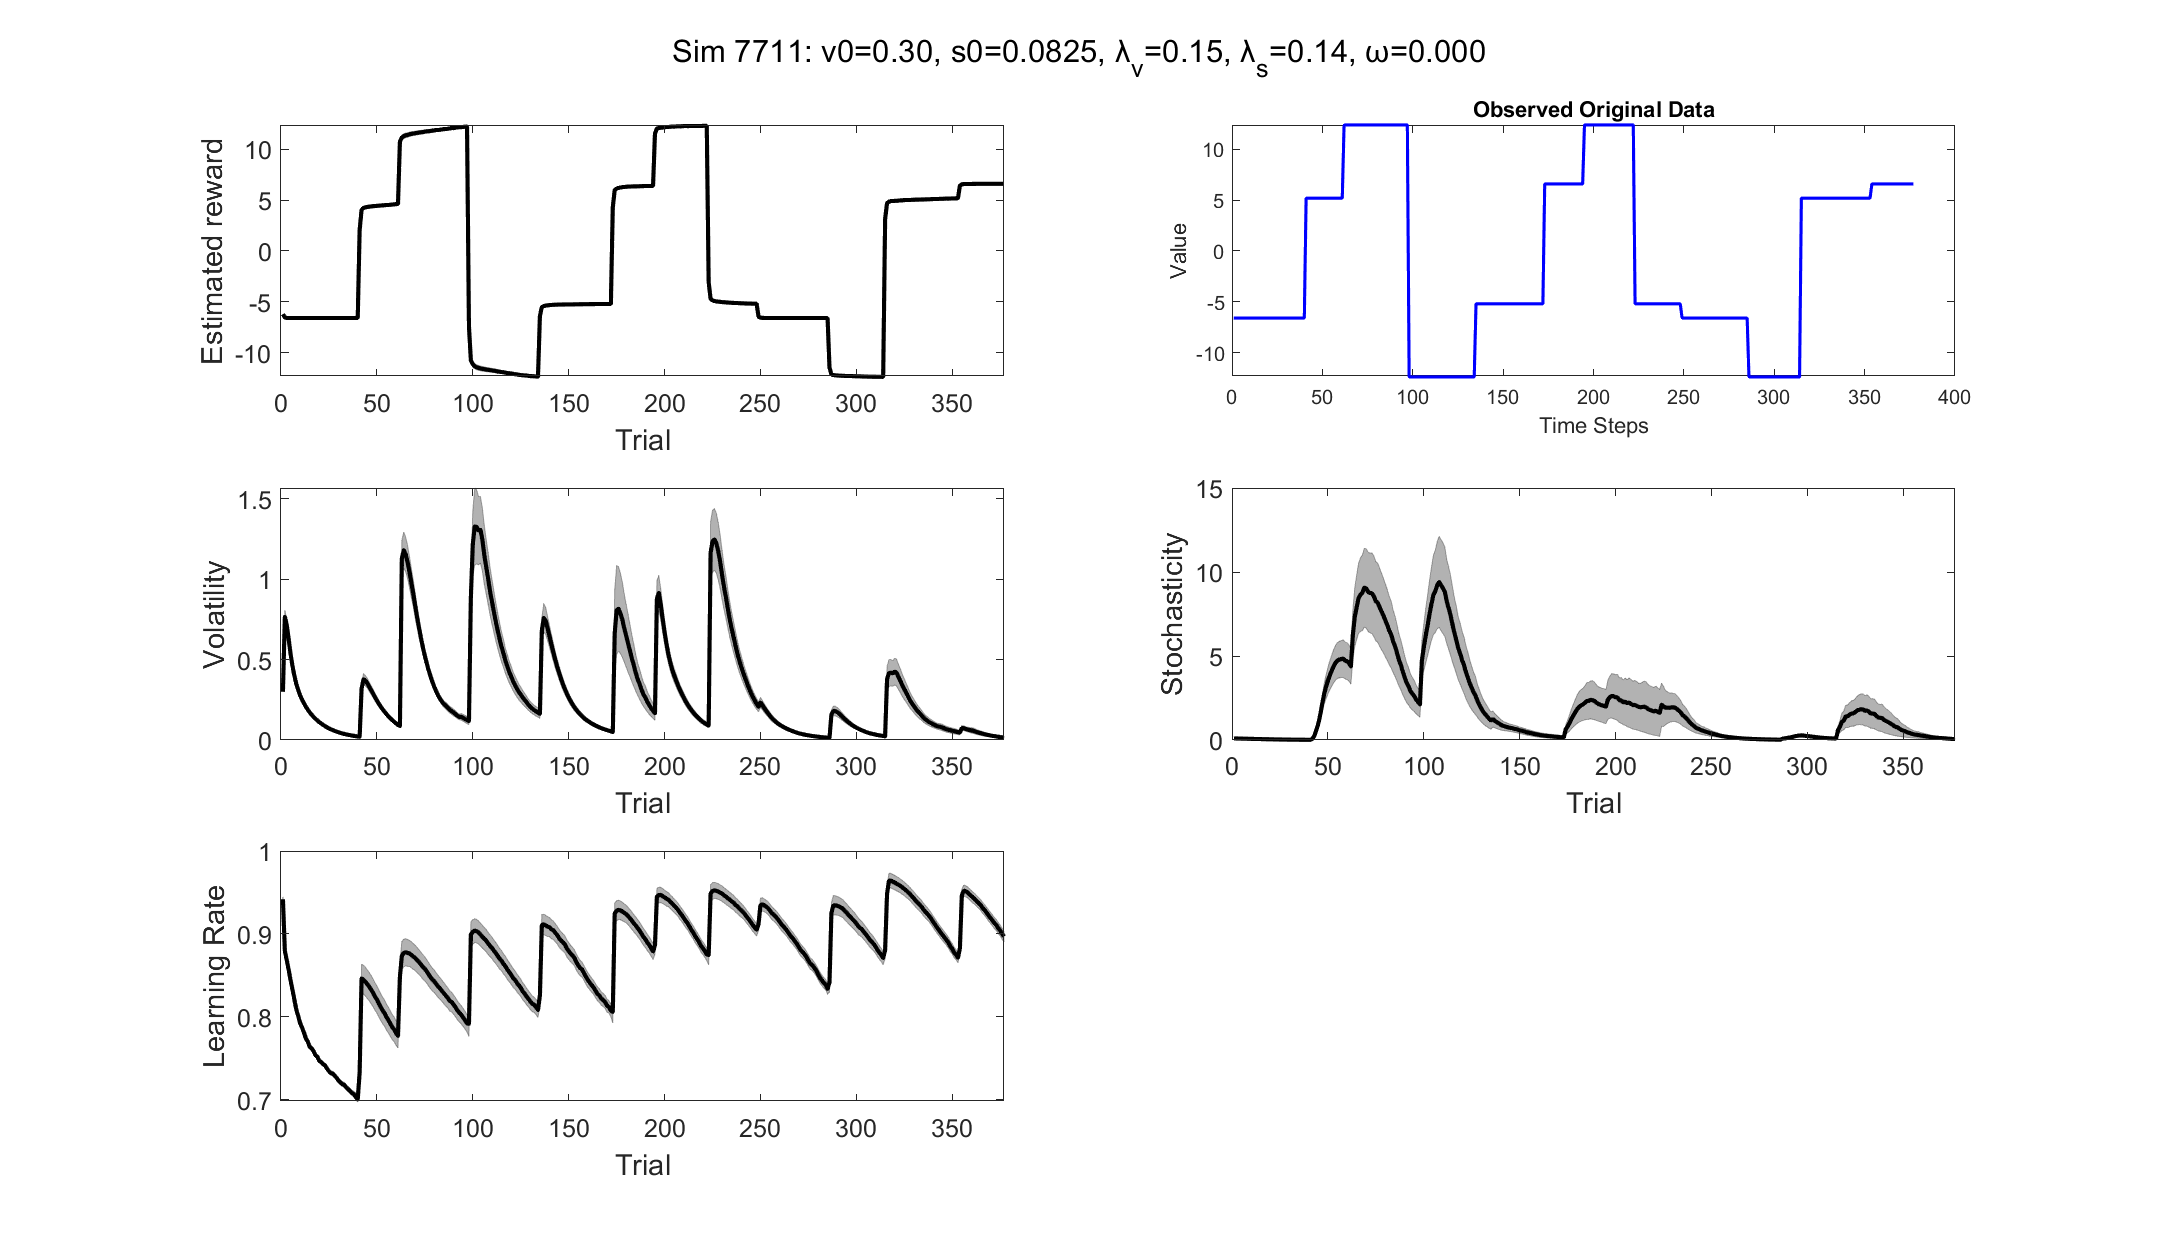 Sim 7711: v0=0.30, s0=0.0825, λv=0.15, λs=0.14, ω=0.000
Estimated reward
10
5
0
-5
-10
0 50 100 150 200 250 300 350
Trial
Observed Original Data
Value
10
5
0
-5
-10
0 50 100 150 200 250 300 350 400
Time Steps
Volatility
1.5
1
0.5
0
0 50 100 150 200 250 300 350
Trial
Stochasticity
15
10
5
0
0 50 100 150 200 250 300 350
Trial
Learning Rate
1
0.9
0.8
0.7
0 50 100 150 200 250 300 350
Trial